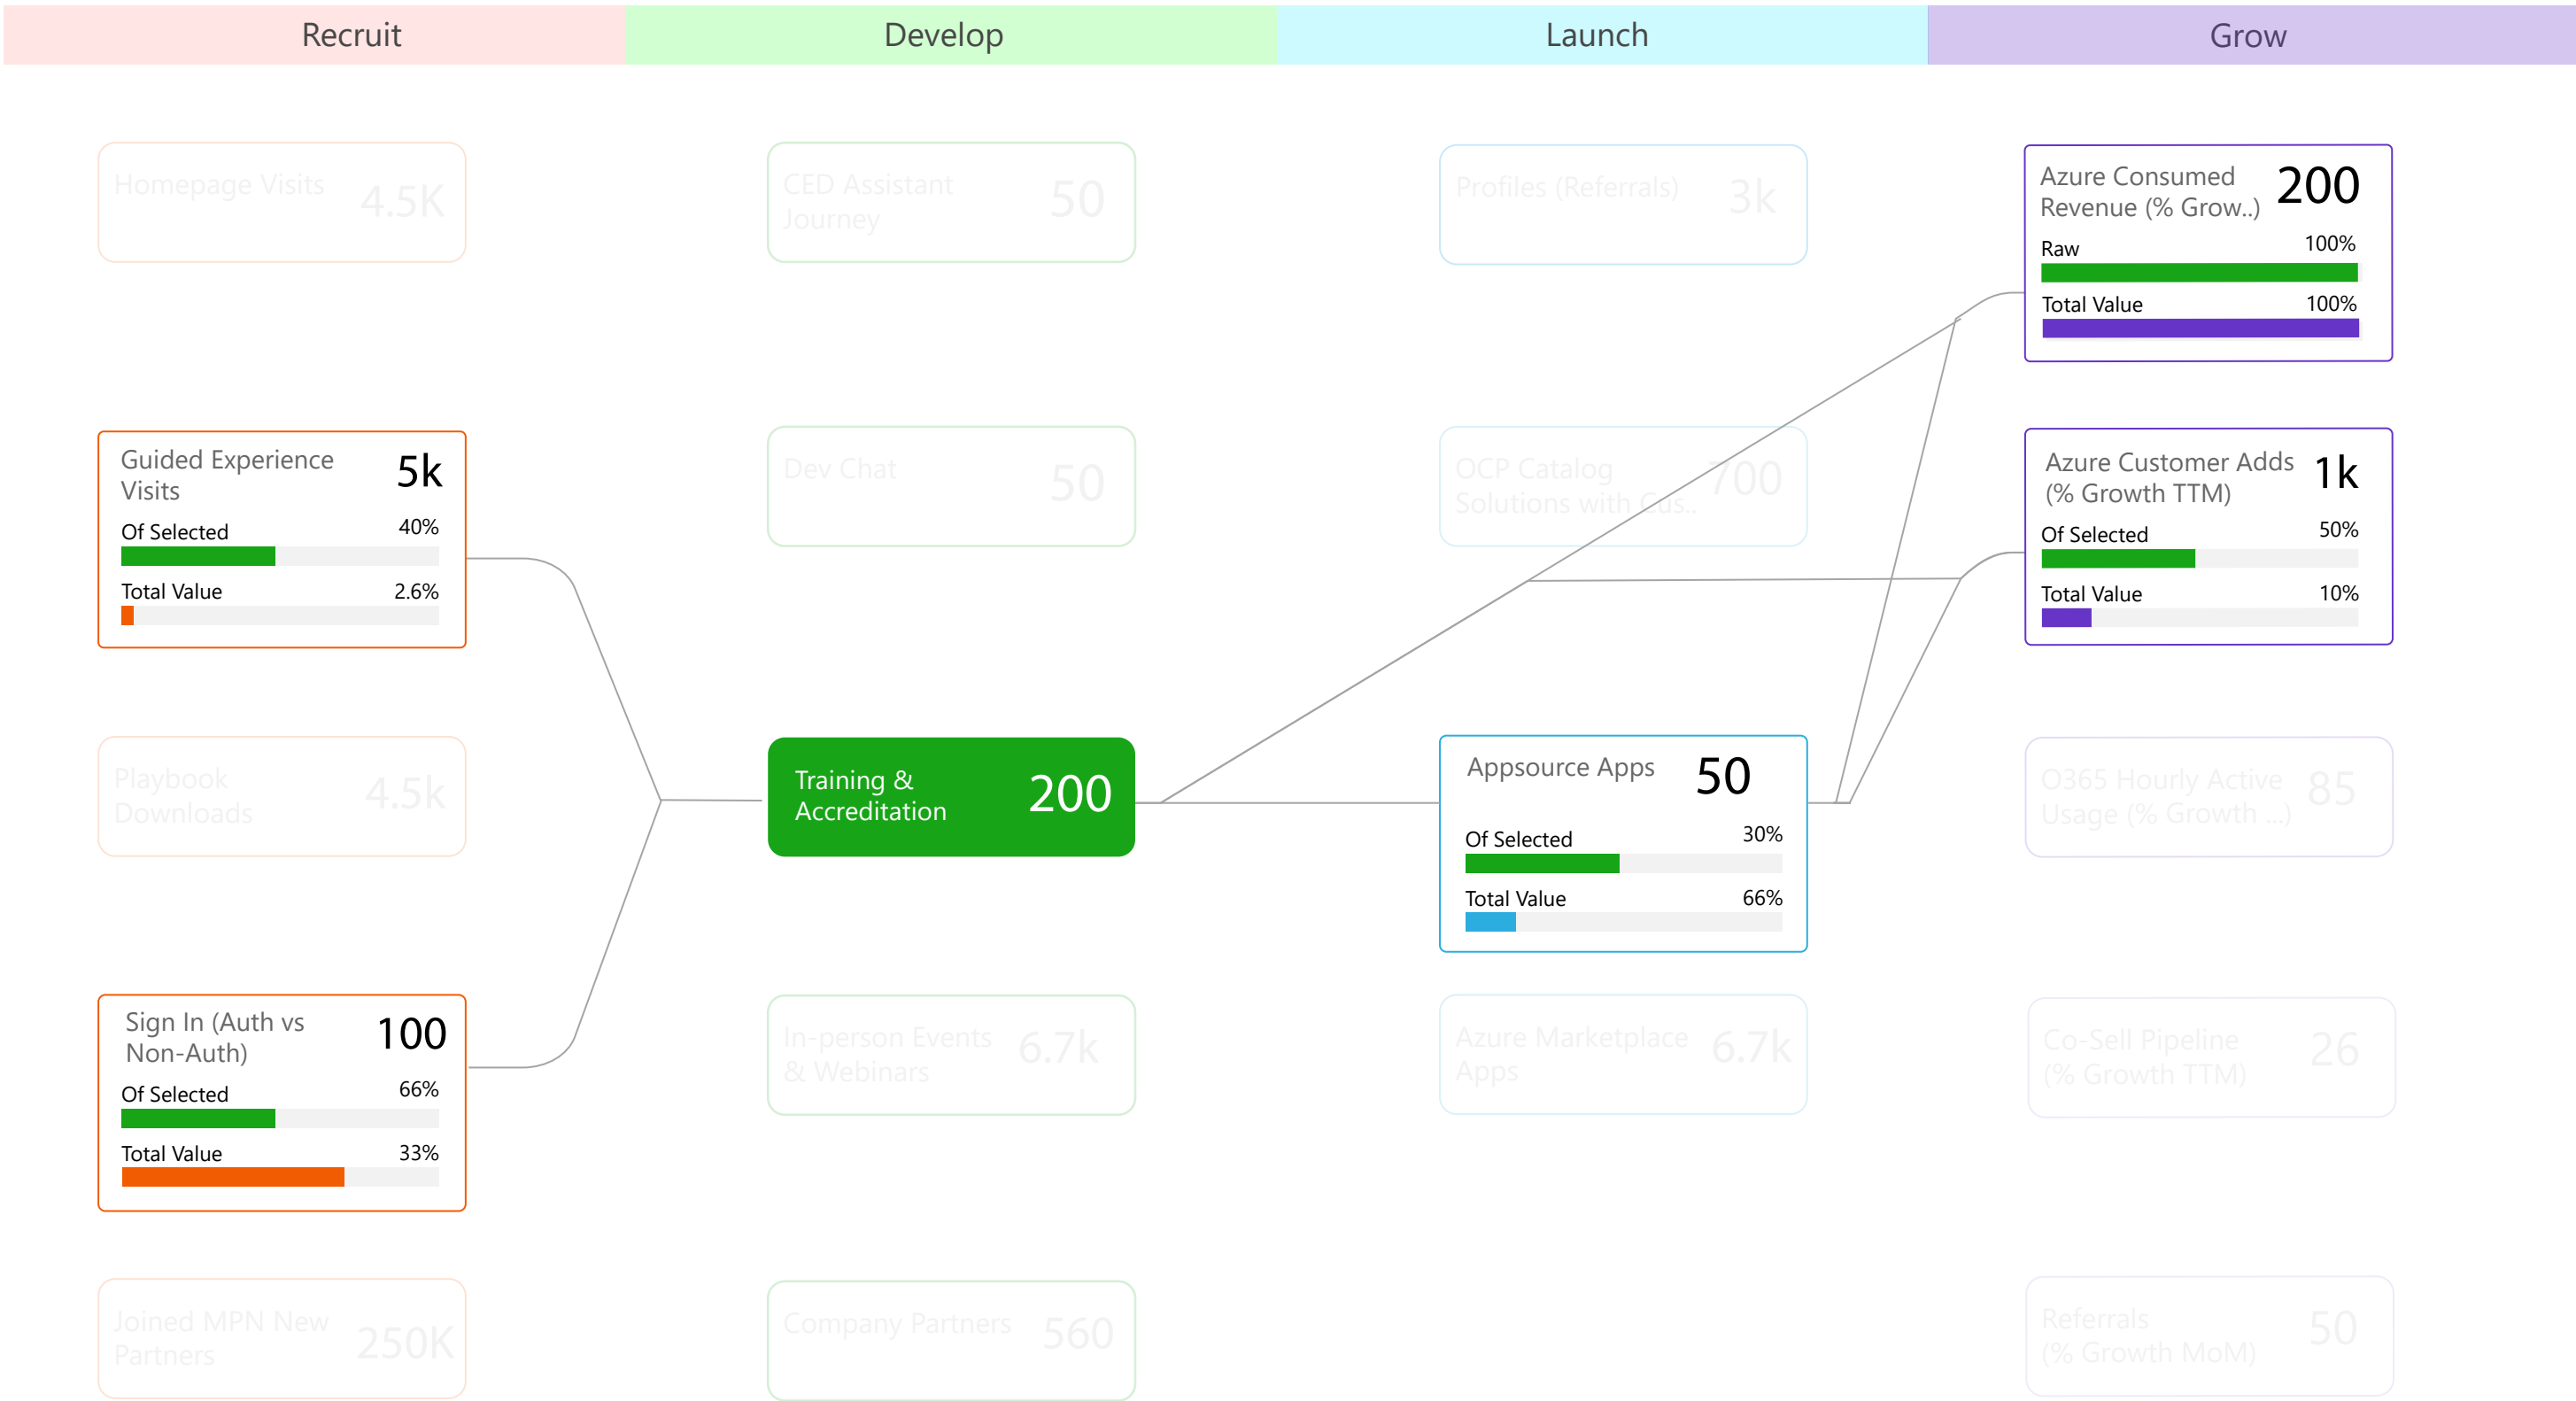 Recruit
Develop
Launch
Grow
Homepage Visits
4.5K
Guided Experience
Visits
5k
Of Selected
40%
Total Value
2.6%
Playbook
Downloads
4.5k
Sign In (Auth vs
Non-Auth)
100
Of Selected
66%
Total Value
33%
Joined MPN New
Partners
250K
CED Assistant
Journey
50
Dev Chat
50
Training &
Accreditation
200
In-person Events
& Webinars
6.7k
Company Partners
560
Profiles (Referrals)
3k
OCP Catalog
Solutions with Cus..
700
Appsource Apps
50
Of Selected
30%
Total Value
66%
Azure Marketplace
Apps
6.7k
Azure Consumed
Revenue (% Grow..)
200
Raw
100%
Total Value
100%
Azure Customer Adds
(% Growth TTM)
1k
Of Selected
50%
Total Value
10%
O365 Hourly Active
Usage (% Growth ...)
85
Co-Sell Pipeline
(% Growth TTM)
26
Referrals
(% Growth MoM)
50